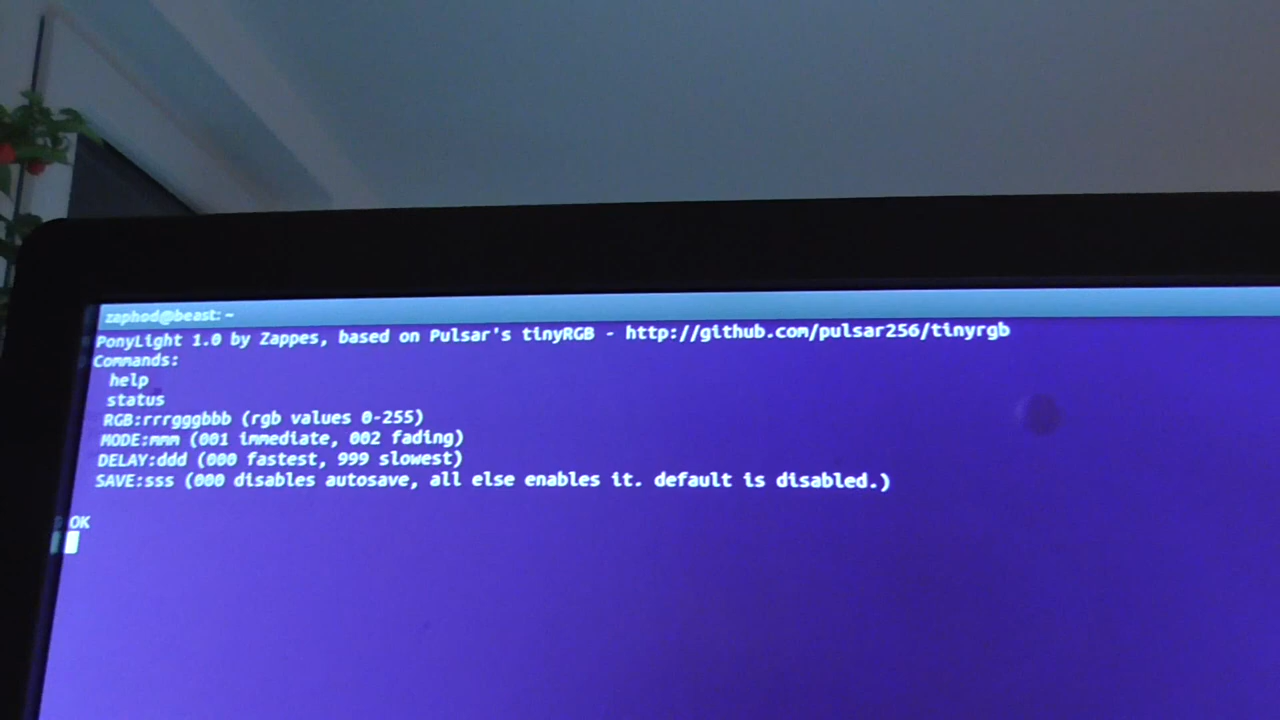 zaphod@beast: ~
PonyLight 1.0 by Zappes, based on Pulsar's tinyRGB - http://github.com/pulsar256/tinyrgb
Commands:
help
status
RGB:rrrgggbbb (rgb values 0-255)
MODE:mmm (001 immediate, 002 fading)
DELAY:ddd (000 fastest, 999 slowest)
SAVE:sss (000 disables autosave, all else enables it. default is disabled.)
OK